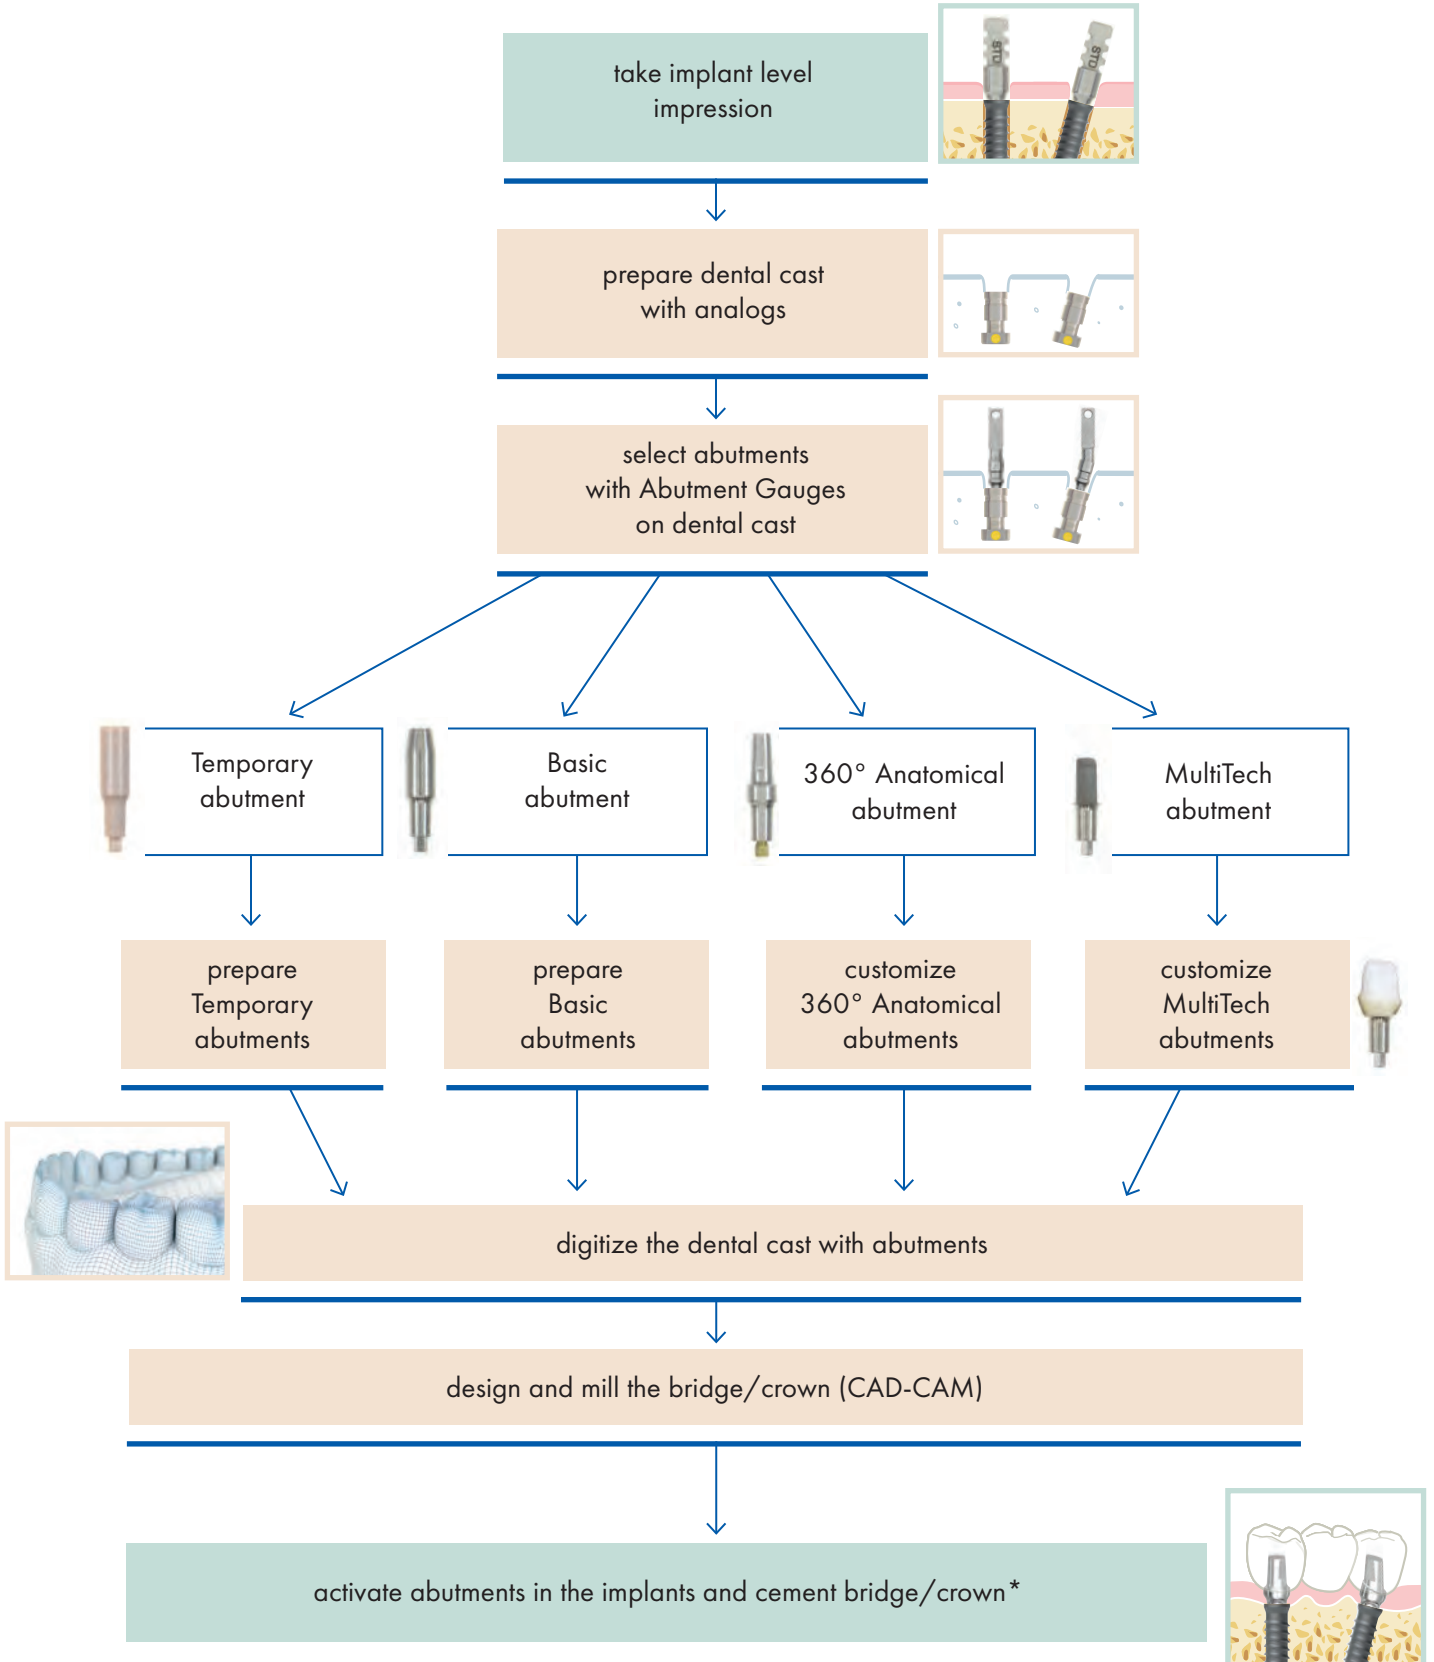 take implant level
impression
STD
STD
prepare dental cast
with analogs
select abutments
with Abutment Gauges
on dental cast
Temporary
abutment
Basic
abutment
360° Anatomical
abutment
MultiTech
abutment
prepare
Temporary
abutments
prepare
Basic
abutments
customize
360° Anatomical
abutments
customize
MultiTech
abutments
digitize the dental cast with abutments
design and mill the bridge/crown (CAD-CAM)
activate abutments in the implants and cement bridge/crown*